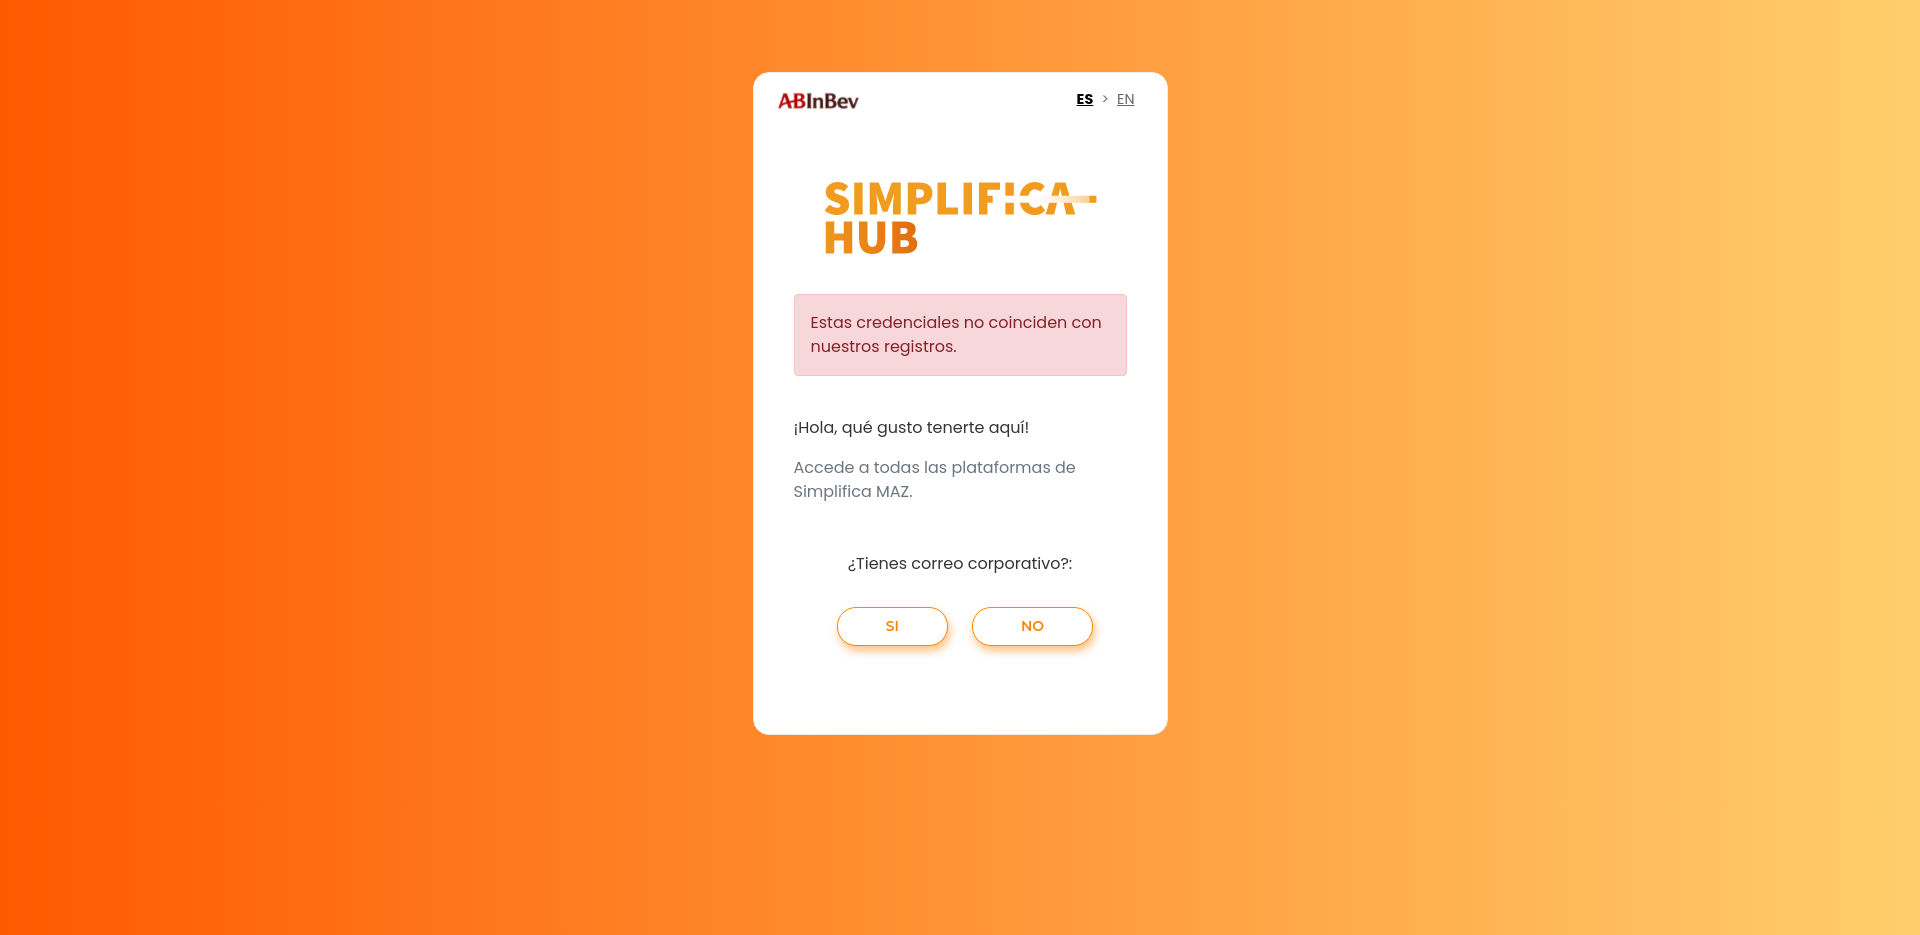 ABInBev
ES > EN
SIMPLIFICA
HUB
Estas credenciales no coinciden con
nuestros registros.
¡Hola, qué gusto tenerte aquí!
Accede a todas las plataformas de
Simplifica MAZ.
¿Tienes correo corporativo?:
SI NO